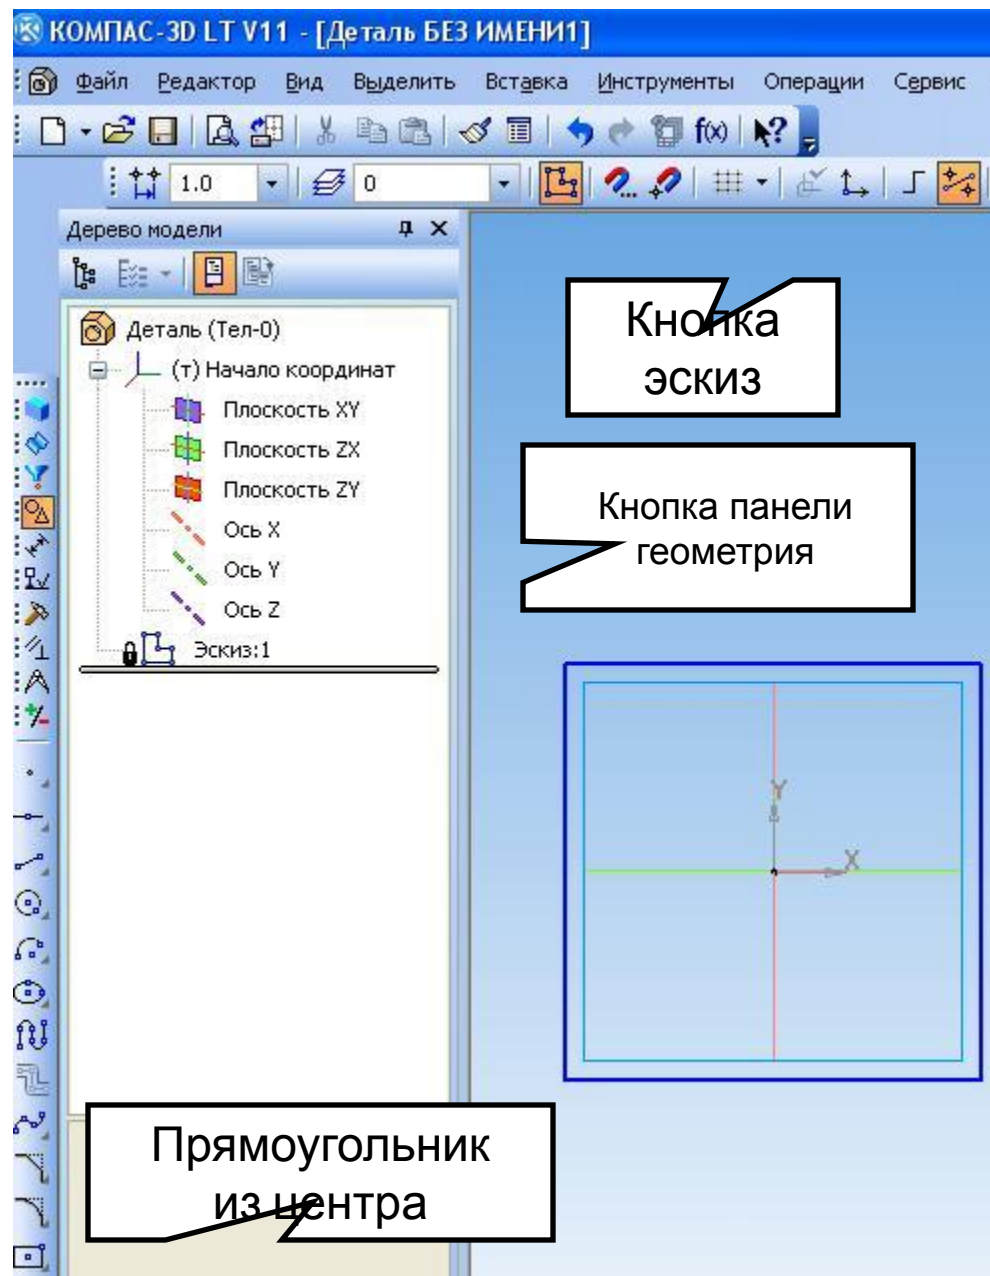 КОМПАС-3D LT V11 - [Деталь БЕЗ ИМЕНИ1]
Файл Редактор Вид Выделить Вставка Инструменты Операции Сервис
f(x)
1.0 0
Дерево модели
Деталь (Тел-0)
(т) Начало координат
Плоскость XY
Плоскость ZX
Плоскость ZY
Ось X
Ось Y
Ось Z
Эскиз:1
Кнопка
эскиз
Кнопка панели
геометрия
Y
X
Прямоугольник
из центра